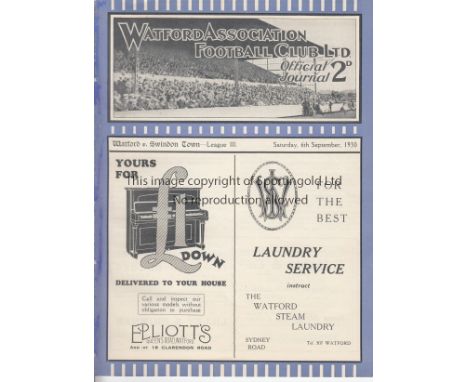 WATFORD ASSOCIATION
FOOTBALL CLUB LTD.
Official
Journal 2D
Watford v. Swindon Town—League III.
Saturday, 6th September, 1930
YOURS
FOR
£1
DOWN
DELIVERED TO YOUR HOUSE
Call and inspect our
various models without
obligation to purchase
ELLIOTT'S
AND AT 18 CLARENDON ROAD
WSL
FOR
THE
BEST
LAUNDRY
SERVICE
instruct
THE
WATFORD
STEAM
LAUNDRY
SYDNEY
ROAD
WATFORD
This image copyright of Sportingold Ltd
No reproduction allowed